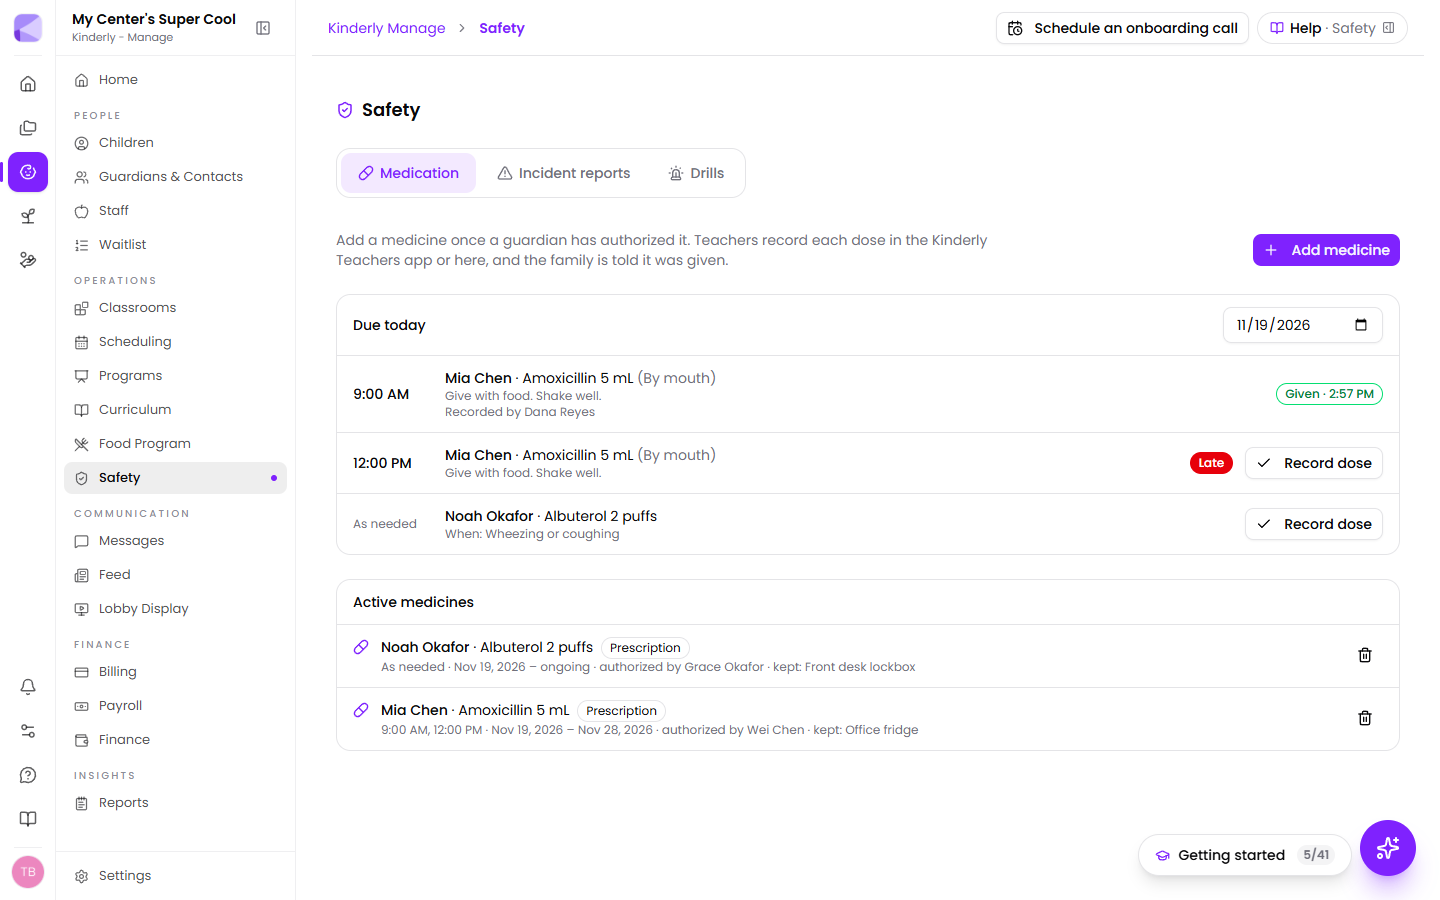 My Center's Super Cool
Kinderly - Manage
Home
PEOPLE
Children
Guardians & Contacts
Staff
Waitlist
OPERATIONS
Classrooms
Scheduling
Programs
Curriculum
Food Program
Safety
COMMUNICATION
Messages
Feed
Lobby Display
FINANCE
Billing
Payroll
Finance
INSIGHTS
Reports
Settings
TB
Kinderly Manage > Safety
Schedule an onboarding call
Help · Safety
Safety
Medication
Incident reports
Drills
Add a medicine once a guardian has authorized it. Teachers record each dose in the Kinderly
Teachers app or here, and the family is told it was given.
+ Add medicine
Due today
11/19/2026
9:00 AM
Mia Chen · Amoxicillin 5 mL (By mouth)
Give with food. Shake well.
Recorded by Dana Reyes
Given · 2:57 PM
12:00 PM
Mia Chen · Amoxicillin 5 mL (By mouth)
Give with food. Shake well.
Late
Record dose
As needed
Noah Okafor · Albuterol 2 puffs
When: Wheezing or coughing
Record dose
Active medicines
Noah Okafor · Albuterol 2 puffs Prescription
As needed · Nov 19, 2026 – ongoing · authorized by Grace Okafor · kept: Front desk lockbox
Mia Chen · Amoxicillin 5 mL Prescription
9:00 AM, 12:00 PM · Nov 19, 2026 – Nov 28, 2026 · authorized by Wei Chen · kept: Office fridge
Getting started 5/41